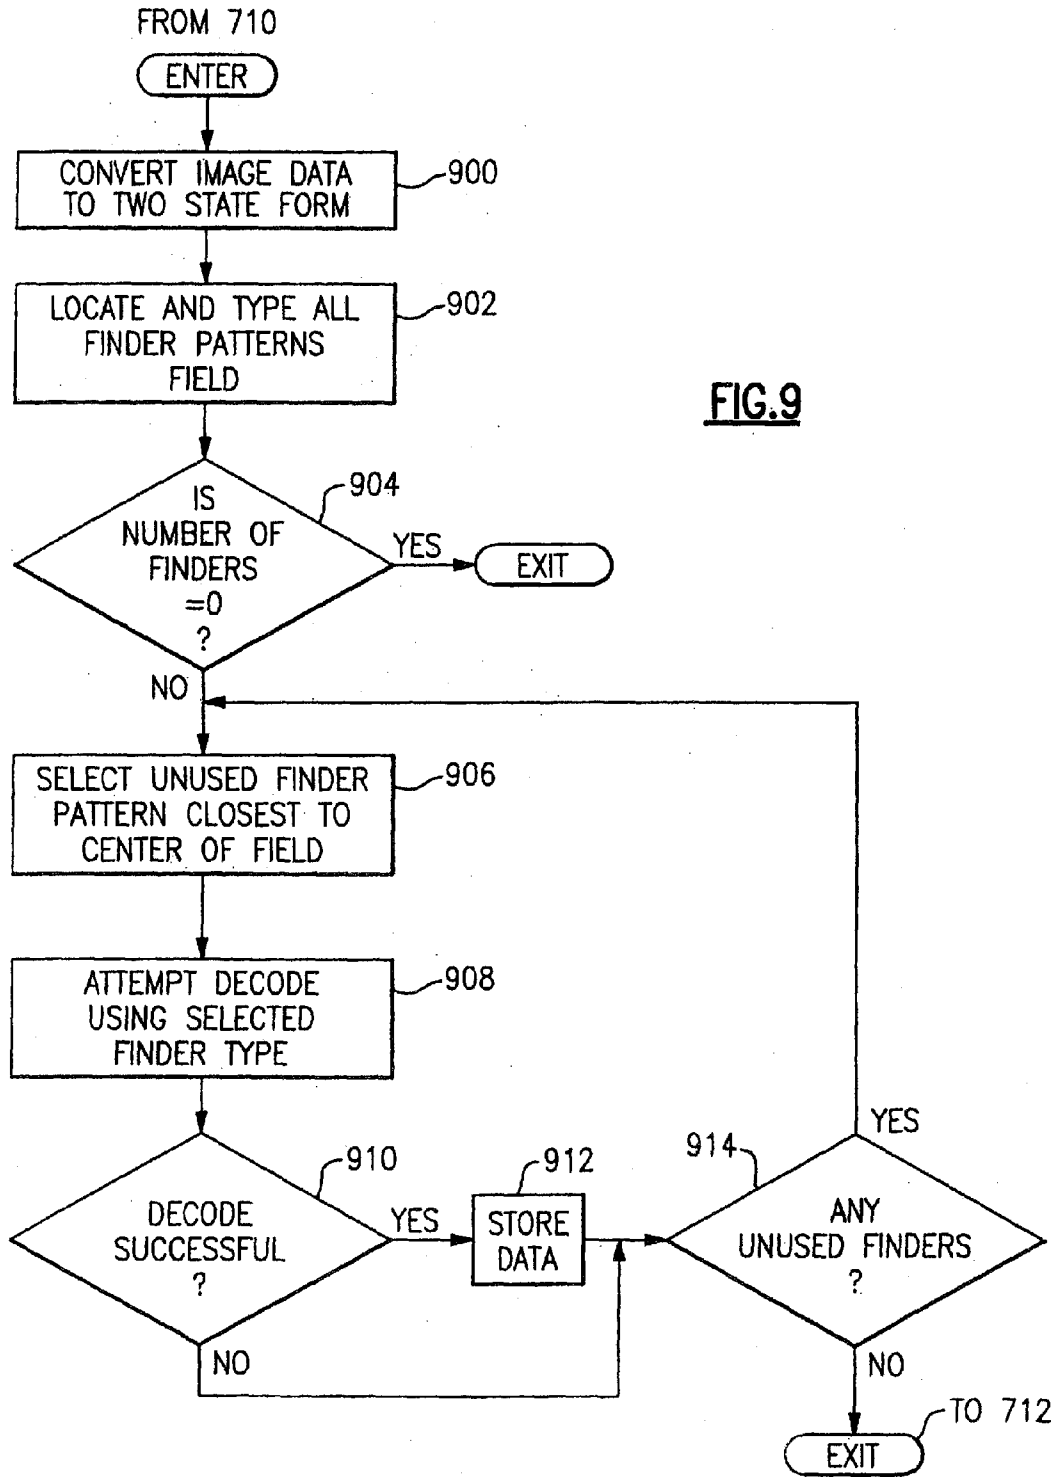 FROM 710
ENTER
CONVERT IMAGE DATA
TO TWO STATE FORM
900
LOCATE AND TYPE ALL
FINDER PATTERNS
FIELD
902
FIG.9
IS
NUMBER OF
FINDERS
=0
?
904
YES
EXIT
NO
SELECT UNUSED FINDER
PATTERN CLOSEST TO
CENTER OF FIELD
906
ATTEMPT DECODE
USING SELECTED
FINDER TYPE
908
DECODE
SUCCESSFUL
?
910
YES
NO
912
STORE
DATA
914
ANY
UNUSED FINDERS
?
YES
NO
TO 712
EXIT